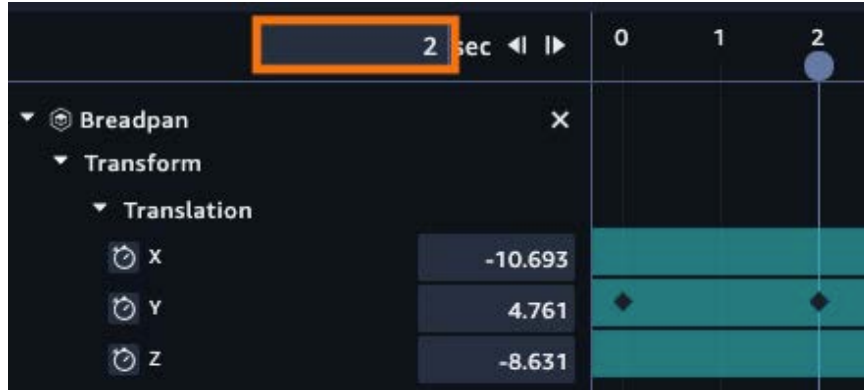 2 sec 0 1 2
Breadpan
Transform
Translation
X -10.693
Y 4.761
Z -8.631